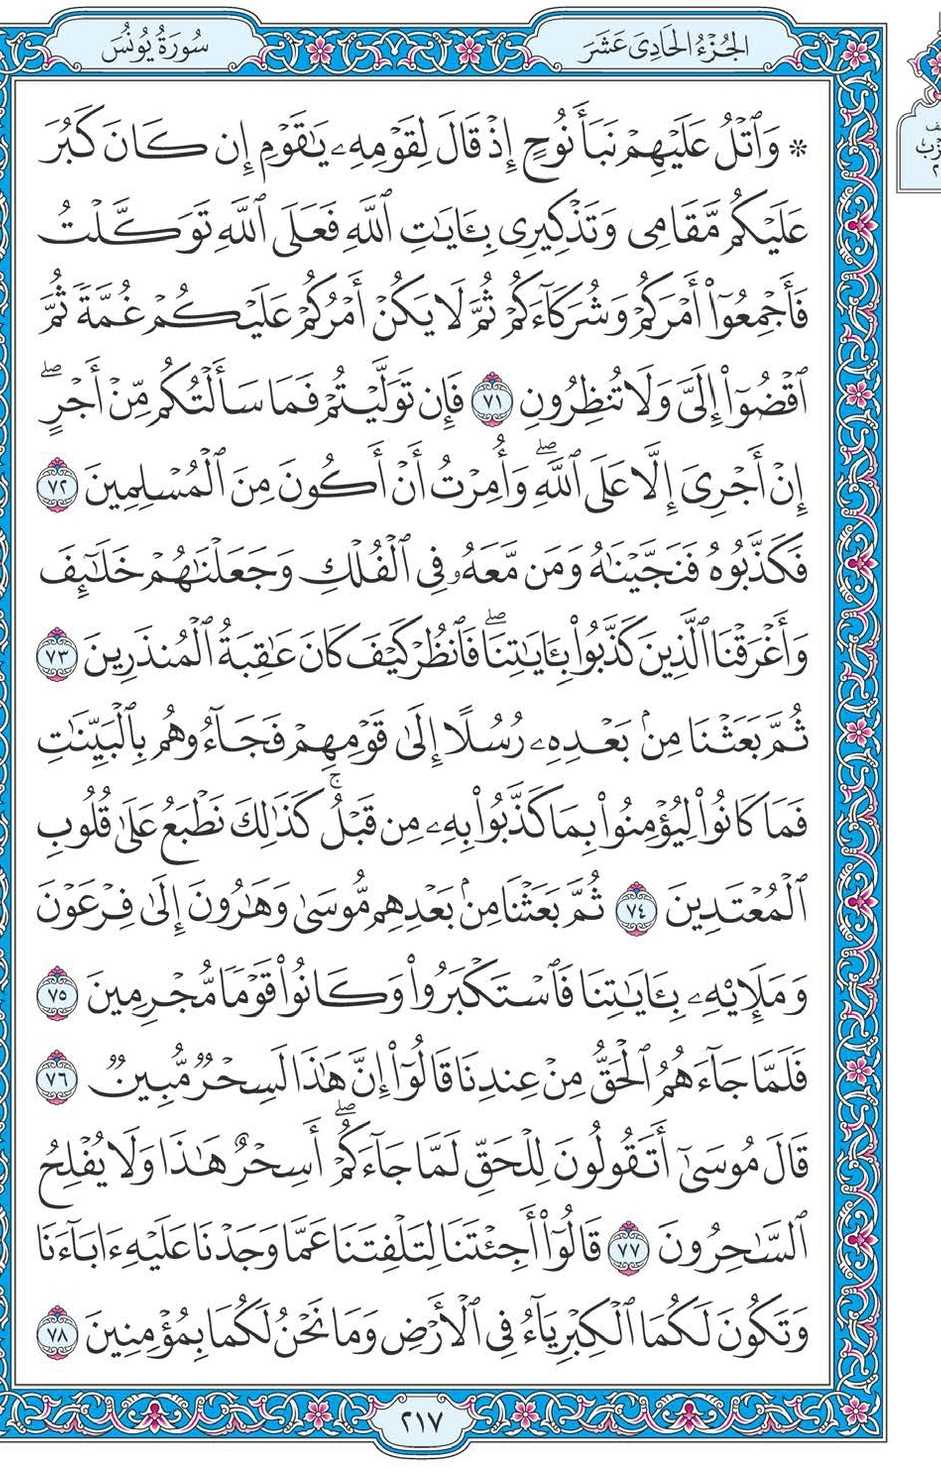 الجُزْءُ الحَادِيَ عَشَرَ
سُورَةُ يُونُسَ
۞ وَٱتْلُ عَلَيْهِمْ نَبَأَ نُوحٍ إِذْ قَالَ لِقَوْمِهِۦ يَٰقَوْمِ إِن كَانَ كَبُرَ
عَلَيْكُم مَّقَامِى وَتَذْكِيرِى بِـَٔايَٰتِ ٱللَّهِ فَعَلَى ٱللَّهِ تَوَكَّلْتُ
فَأَجْمِعُوٓا۟ أَمْرَكُمْ وَشُرَكَآءَكُمْ ثُمَّ لَا يَكُنْ أَمْرُكُمْ عَلَيْكُمْ غُمَّةً ثُمَّ
ٱقْضُوٓا۟ إِلَىَّ وَلَا تُنظِرُونِ ٧١ فَإِن تَوَلَّيْتُمْ فَمَا سَأَلْتُكُم مِّنْ أَجْرٍ ۖ
إِنْ أَجْرِىَ إِلَّا عَلَى ٱللَّهِ ۖ وَأُمِرْتُ أَنْ أَكُونَ مِنَ ٱلْمُسْلِمِينَ ٧٢
فَكَذَّبُوهُ فَنَجَّيْنَٰهُ وَمَن مَّعَهُۥ فِى ٱلْفُلْكِ وَجَعَلْنَٰهُمْ خَلَٰٓئِفَ
وَأَغْرَقْنَا ٱلَّذِينَ كَذَّبُوا۟ بِـَٔايَٰتِنَا ۖ فَٱنظُرْ كَيْفَ كَانَ عَٰقِبَةُ ٱلْمُنذَرِينَ ٧٣
ثُمَّ بَعَثْنَا مِنۢ بَعْدِهِۦ رُسُلًا إِلَىٰ قَوْمِهِمْ فَجَآءُوهُم بِٱلْبَيِّنَٰتِ
فَمَا كَانُوا۟ لِيُؤْمِنُوا۟ بِمَا كَذَّبُوا۟ بِهِۦ مِن قَبْلُ ۚ كَذَٰلِكَ نَطْبَعُ عَلَىٰ قُلُوبِ
ٱلْمُعْتَدِينَ ٧٤ ثُمَّ بَعَثْنَا مِنۢ بَعْدِهِم مُّوسَىٰ وَهَٰرُونَ إِلَىٰ فِرْعَوْنَ
وَمَلَإِي۟هِۦ بِـَٔايَٰتِنَا فَٱسْتَكْبَرُوا۟ وَكَانُوا۟ قَوْمًا مُّجْرِمِينَ ٧٥
فَلَمَّا جَآءَهُمُ ٱلْحَقُّ مِنْ عِندِنَا قَالُوٓا۟ إِنَّ هَٰذَا لَسِحْرٌ مُّبِينٌ ٧٦
قَالَ مُوسَىٰٓ أَتَقُولُونَ لِلْحَقِّ لَمَّا جَآءَكُمْ ۖ أَسِحْرٌ هَٰذَا وَلَا يُفْلِحُ
ٱلسَّٰحِرُونَ ٧٧ قَالُوٓا۟ أَجِئْتَنَا لِتَلْفِتَنَا عَمَّا وَجَدْنَا عَلَيْهِ ءَابَآءَنَا
وَتَكُونَ لَكُمَا ٱلْكِبْرِيَآءُ فِى ٱلْأَرْضِ وَمَا نَحْنُ لَكُمَا بِمُؤْمِنِينَ ٧٨
٢١٧